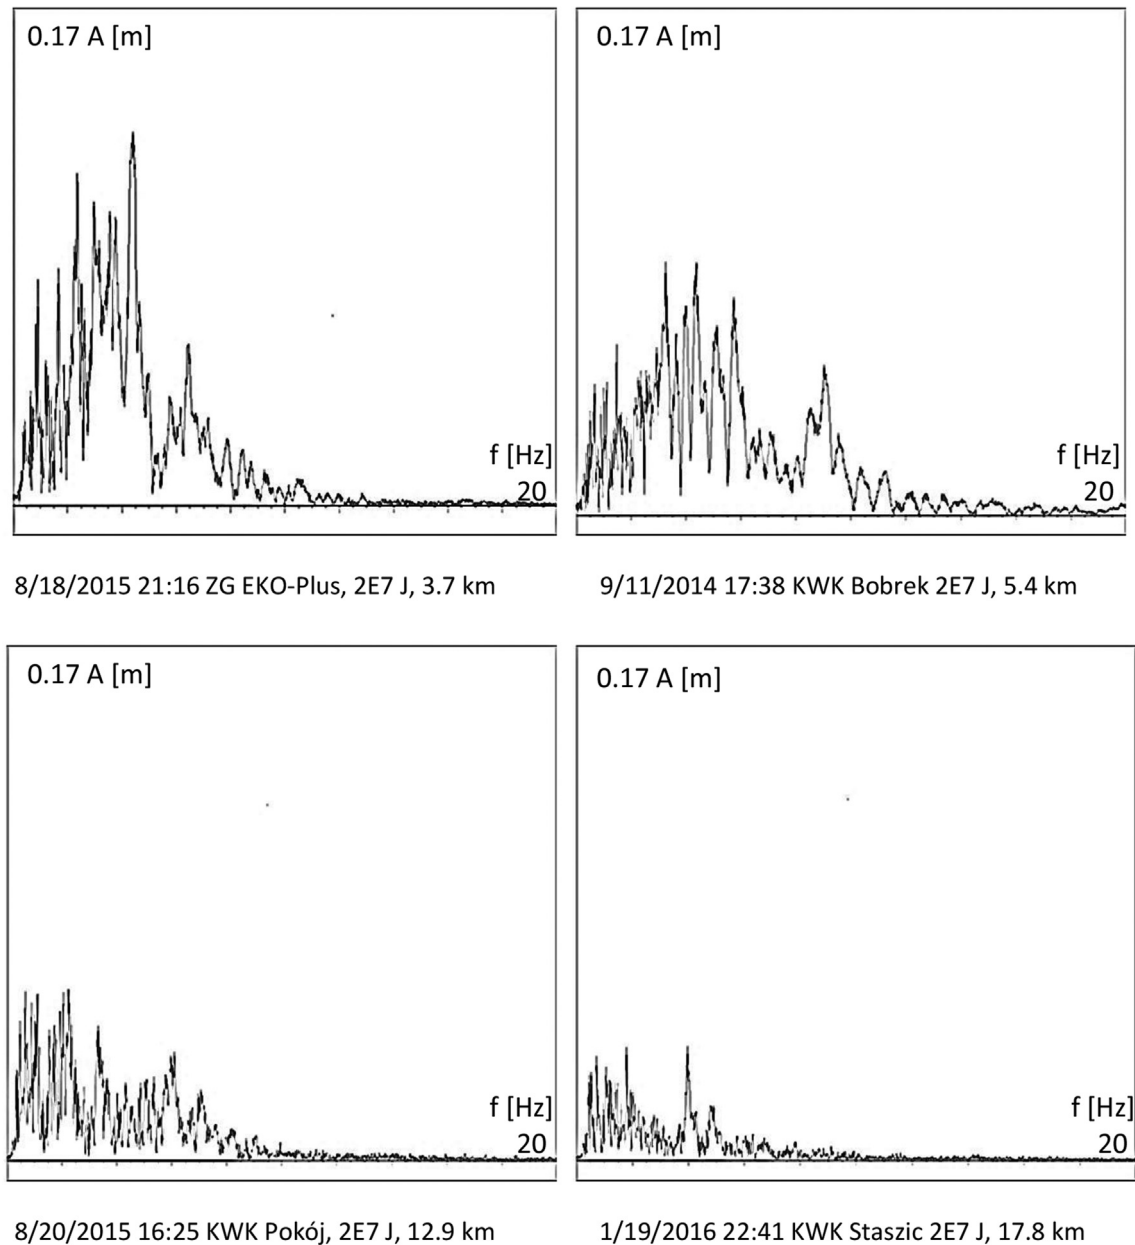 0.17 A [m]
f [Hz]
20
8/18/2015 21:16 ZG EKO-Plus, 2E7 J, 3.7 km
0.17 A [m]
f [Hz]
20
9/11/2014 17:38 KWK Bobrek 2E7 J, 5.4 km
0.17 A [m]
f [Hz]
20
8/20/2015 16:25 KWK Pokój, 2E7 J, 12.9 km
0.17 A [m]
f [Hz]
20
1/19/2016 22:41 KWK Staszic 2E7 J, 17.8 km